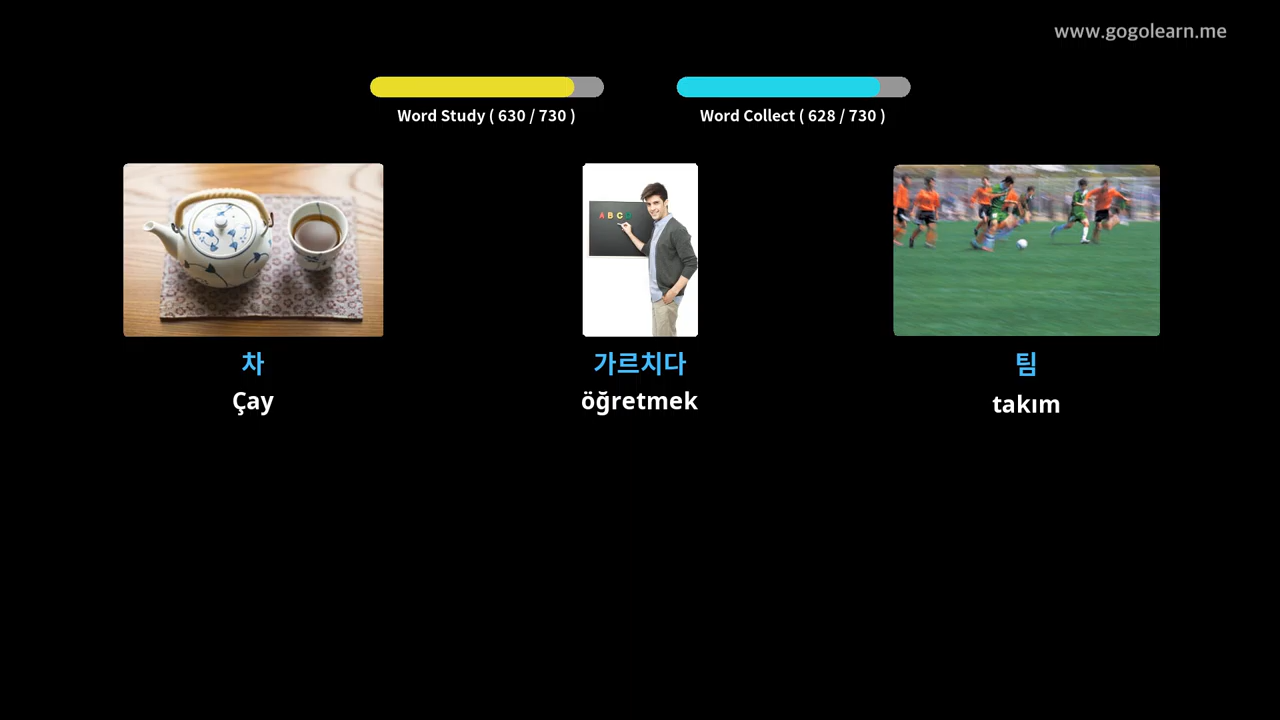 www.gogolearn.me
Word Study ( 630 / 730 )
Word Collect ( 628 / 730 )
A B C D
차
Çay
가르치다
öğretmek
팀
takım